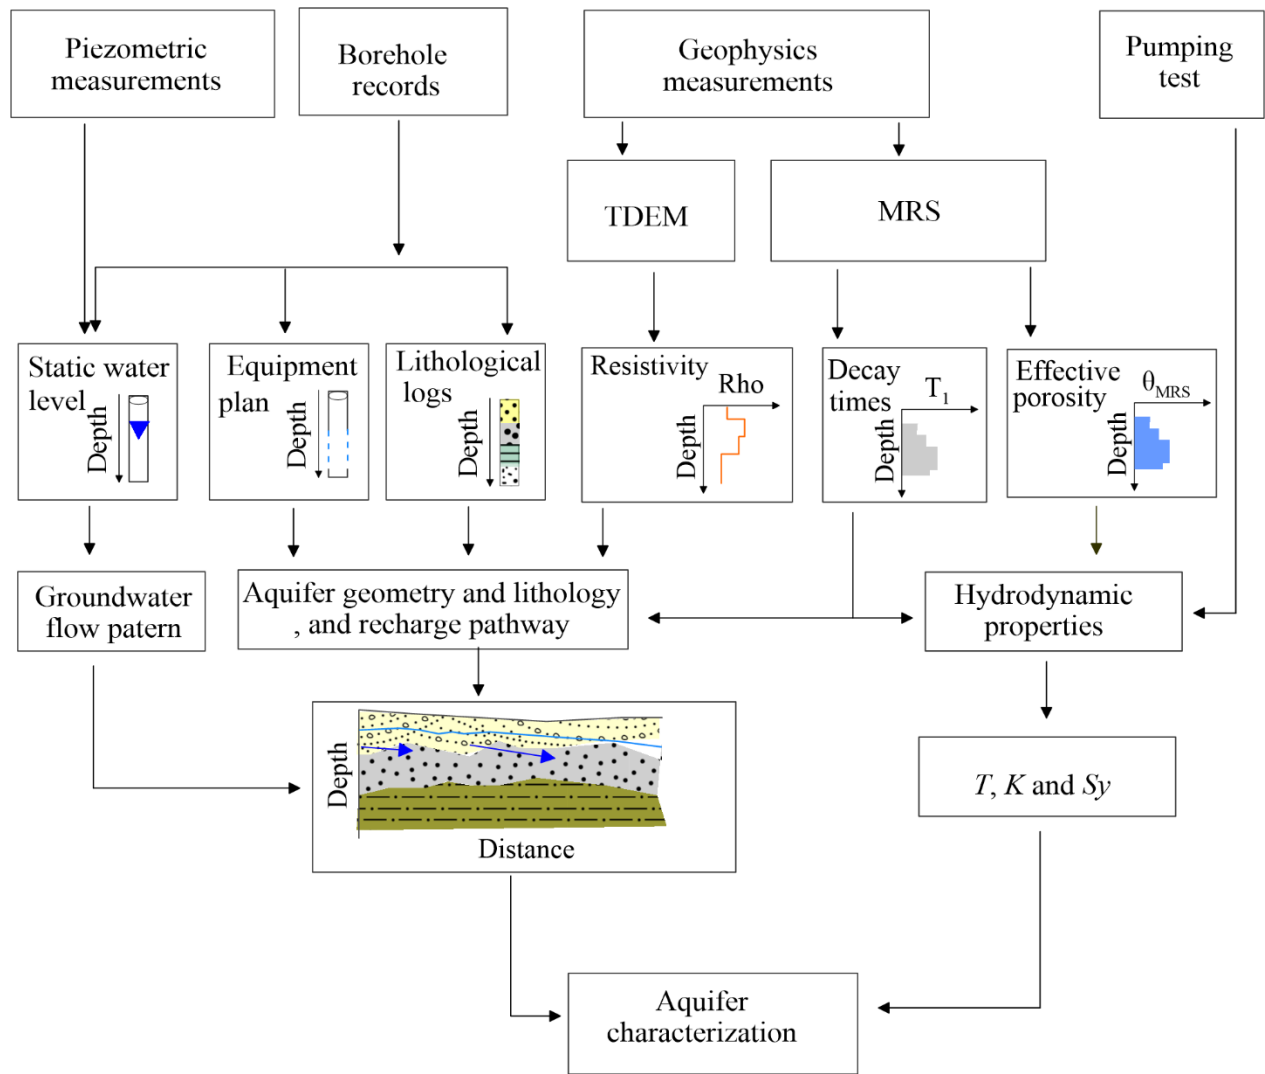 Piezometric
measurements
Borehole
records
Geophysics
measurements
Pumping
test
TDEM
MRS
Static water
level
Depth
Equipment
plan
Depth
Lithological
logs
Depth
Resistivity
Rho
Depth
Decay
times
T1
Depth
Effective
porosity
θMRS
Depth
Groundwater
flow patern
Aquifer geometry and lithology
, and recharge pathway
Hydrodynamic
properties
Depth
Distance
T, K and Sy
Aquifer
characterization